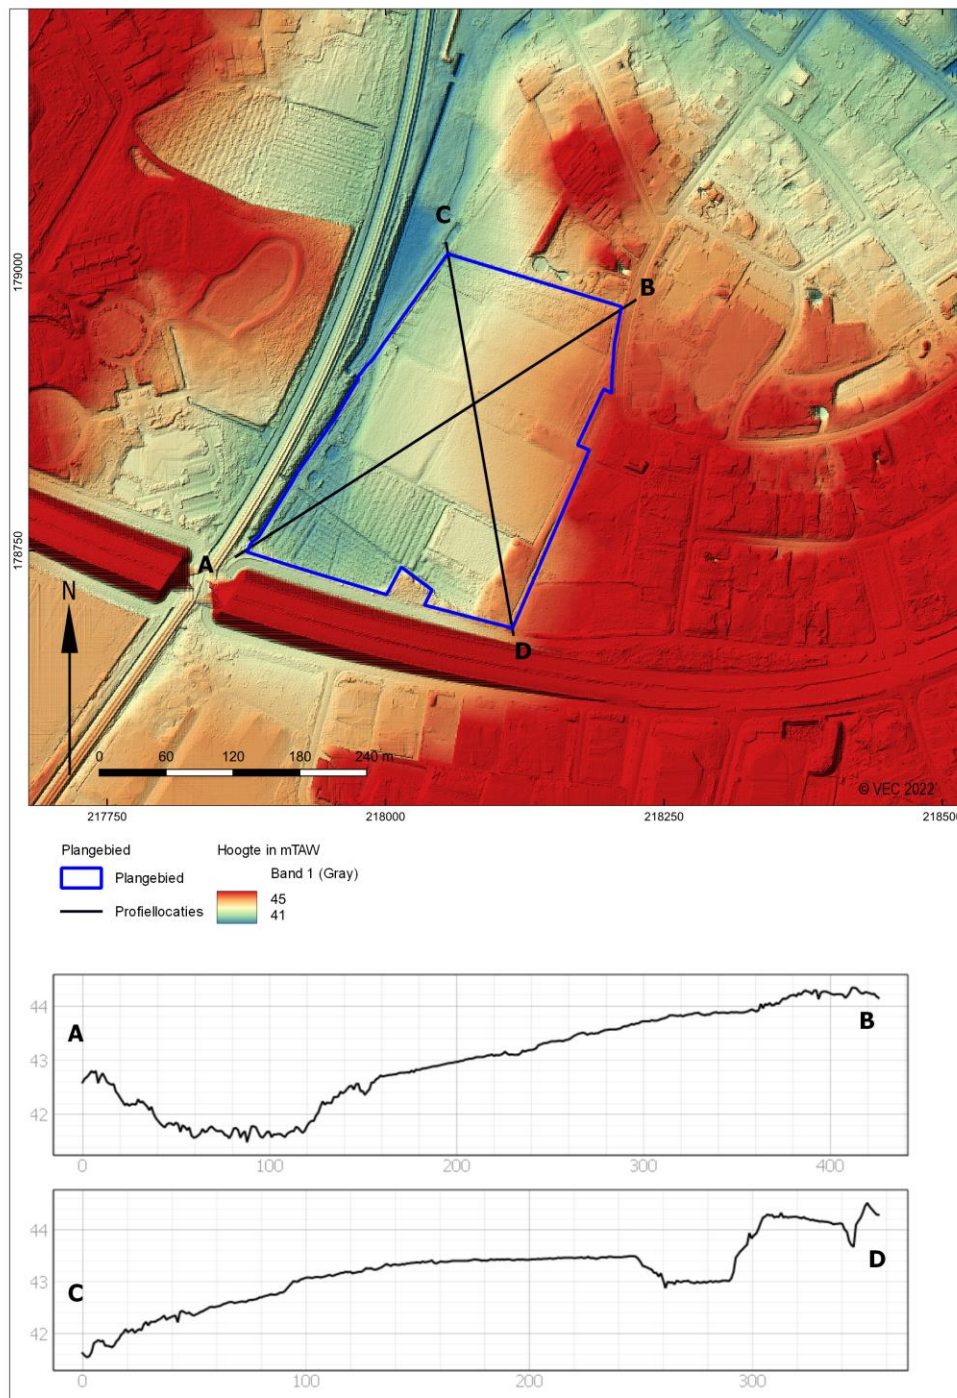 C
B
A
D
N
0 60 120 180 240 m
© VEC 2022
179000
178750
217750 218000 218250 218500
Plangebied
Plangebied
Profiellocaties
Hoogte in mTAW
Band 1 (Gray)
45
41
A
B
44
43
42
0 100 200 300 400
C
D
44
43
42
0 100 200 300